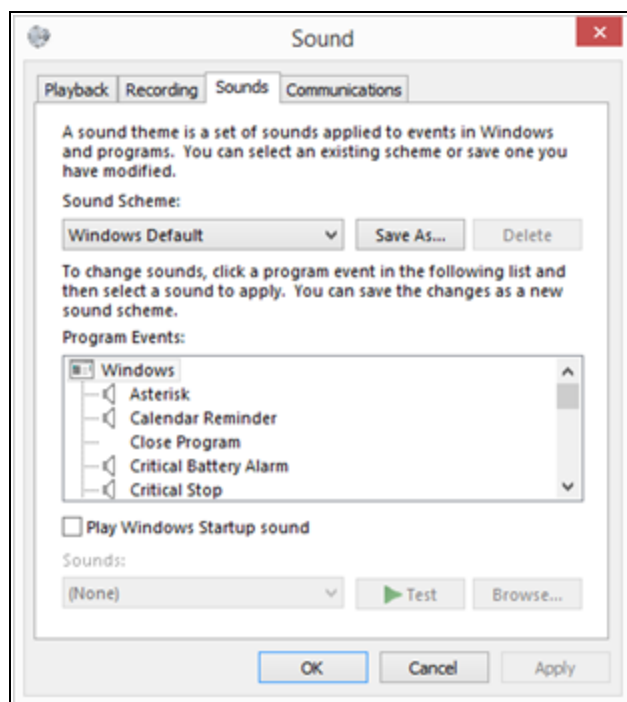 Sound
Playback Recording Sounds Communications
A sound theme is a set of sounds applied to events in Windows
and programs. You can select an existing scheme or save one you
have modified.
Sound Scheme:
Windows Default Save As... Delete
To change sounds, click a program event in the following list and
then select a sound to apply. You can save the changes as a new
sound scheme.
Program Events:
Windows
Asterisk
Calendar Reminder
Close Program
Critical Battery Alarm
Critical Stop
Play Windows Startup sound
Sounds:
(None) Test Browse...
OK Cancel Apply